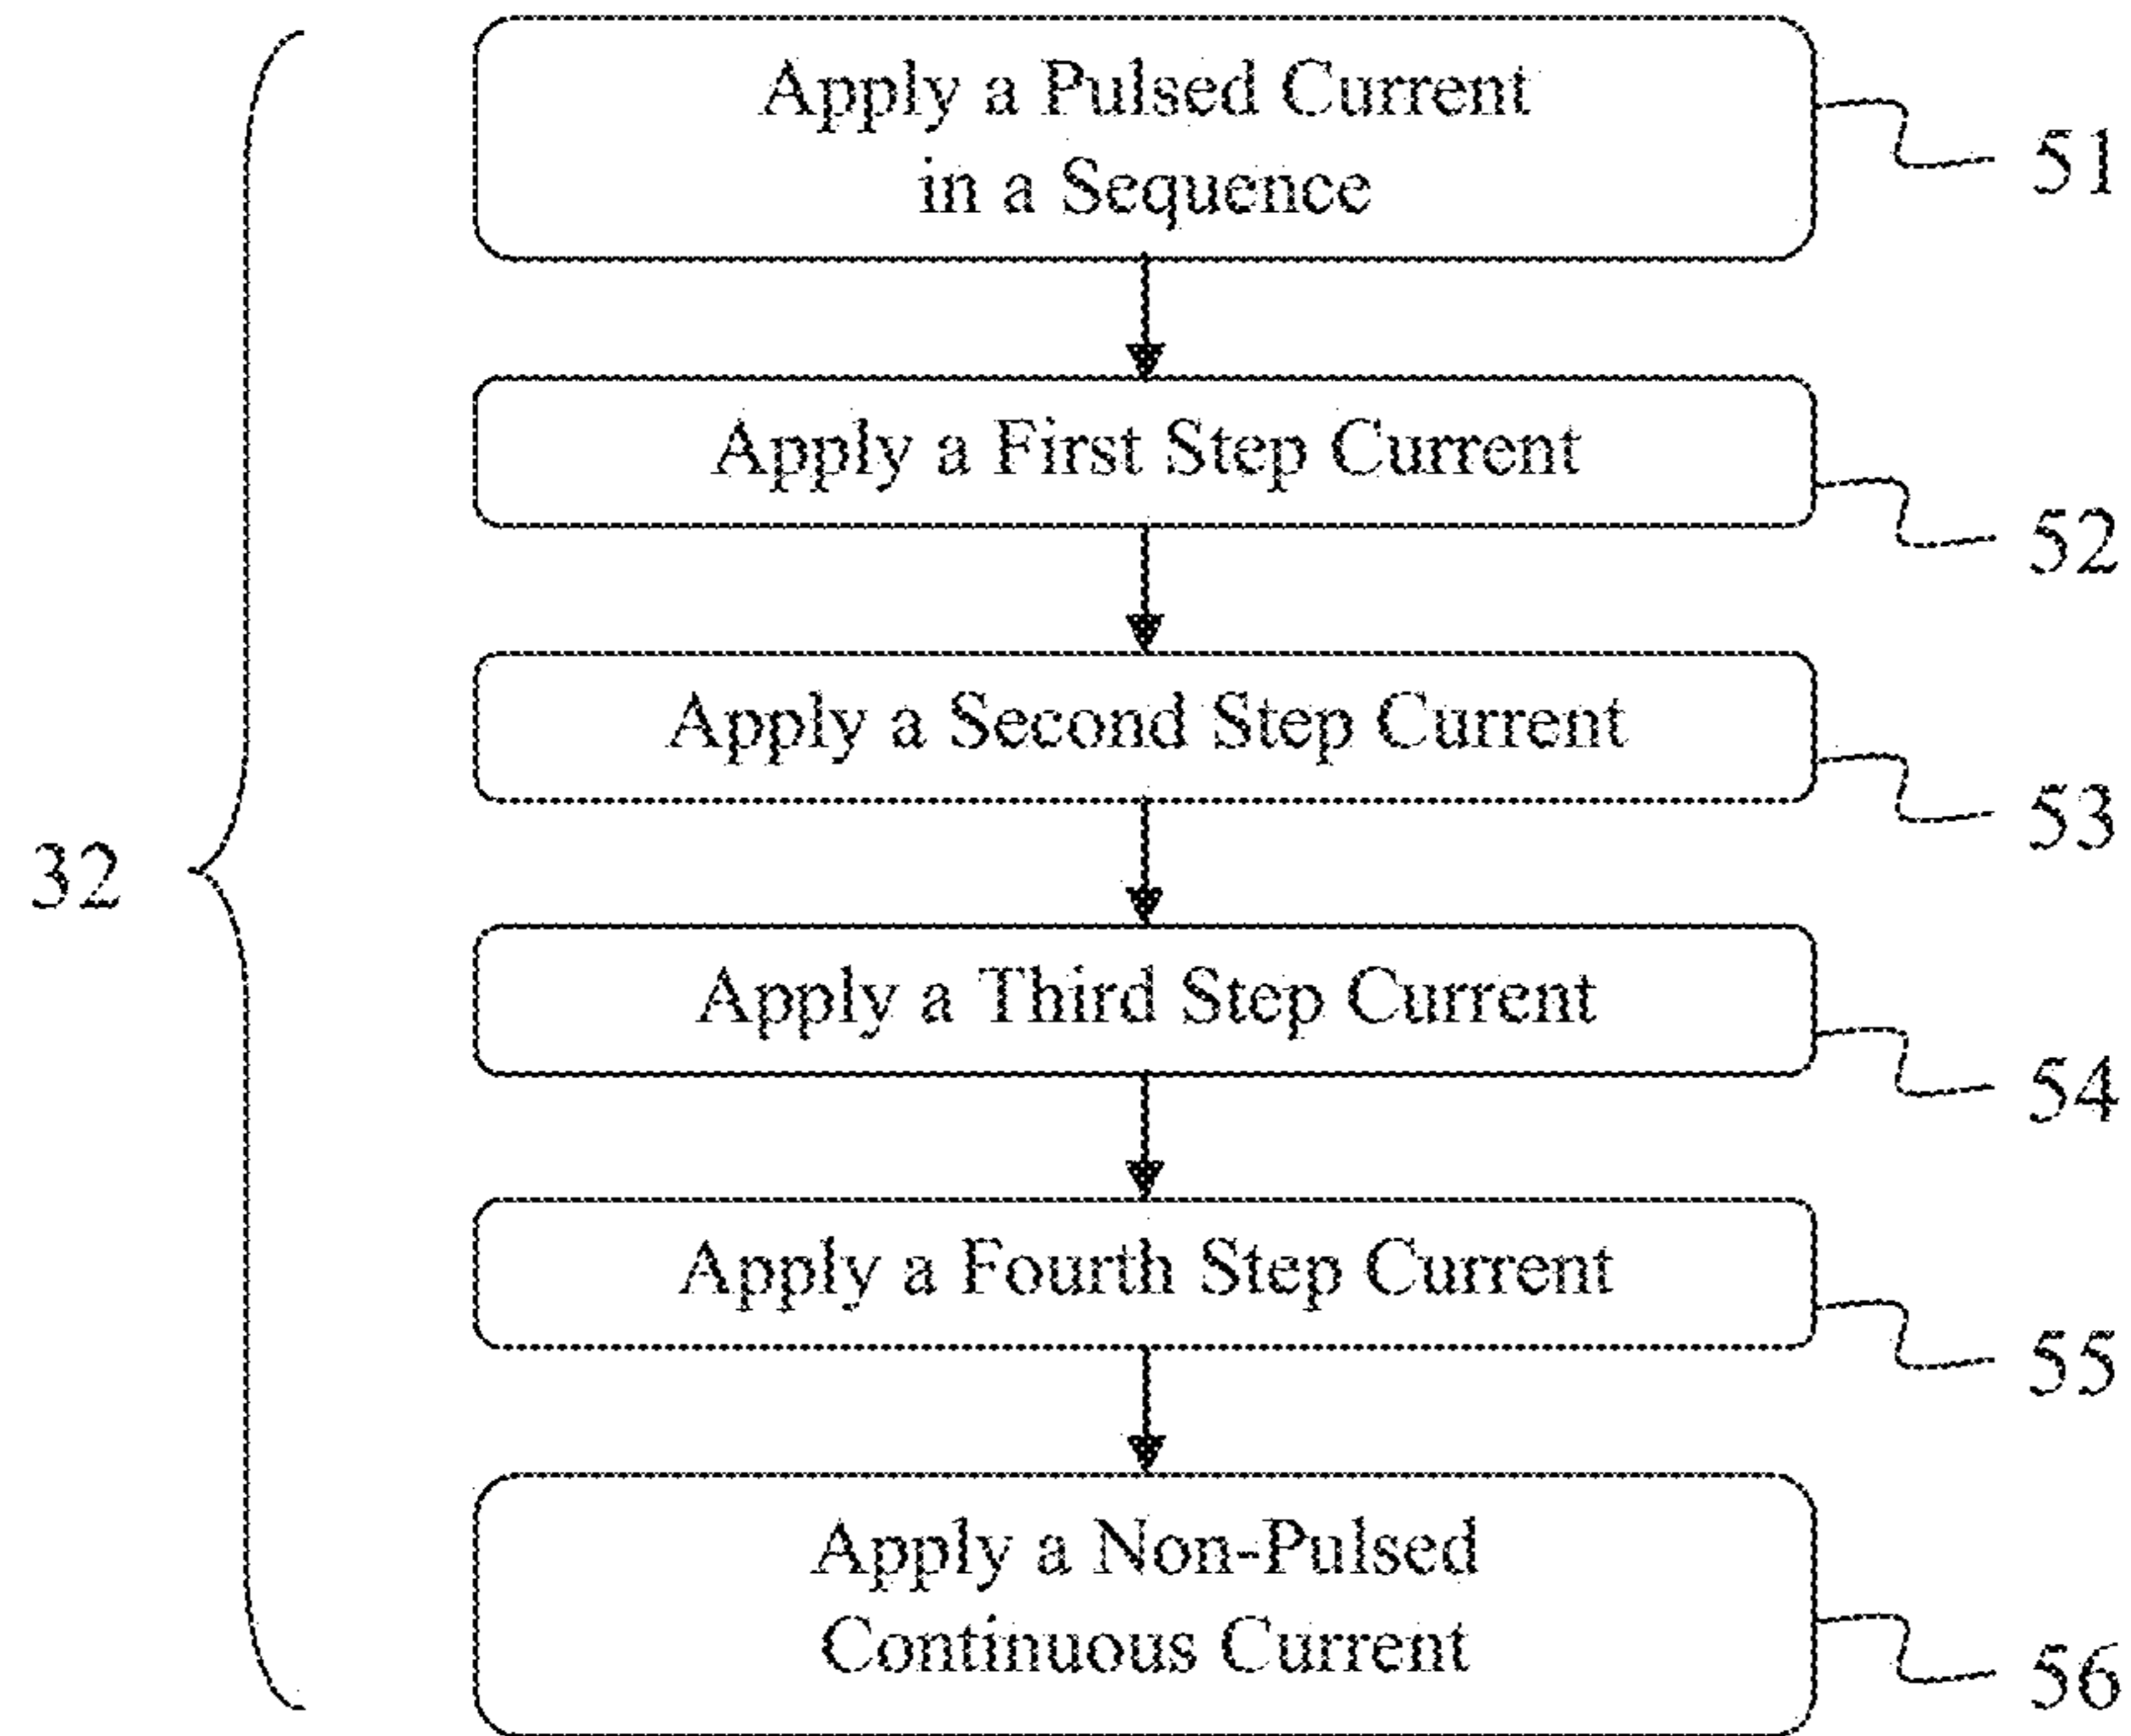 Apply a Pulsed Current
in a Sequence
51
Apply a First Step Current
52
Apply a Second Step Current
53
32
Apply a Third Step Current
54
Apply a Fourth Step Current
55
Apply a Non-Pulsed
Continuous Current
56